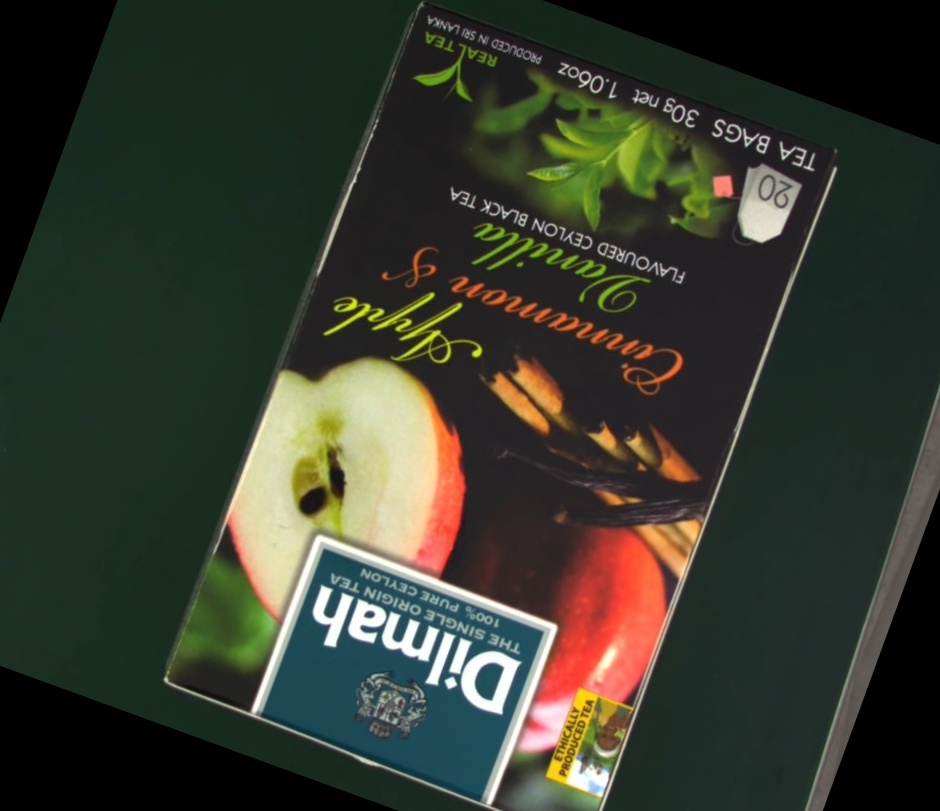 Dilmah
THE SINGLE ORIGIN TEA
100% PURE CEYLON
ETHICALLY
PRODUCED TEA
Apple
Cinnamon &
Vanilla
FLAVOURED CEYLON BLACK TEA
20
TEA BAGS 30g net 1.06oz
REAL TEA
PRODUCED IN SRI LANKA